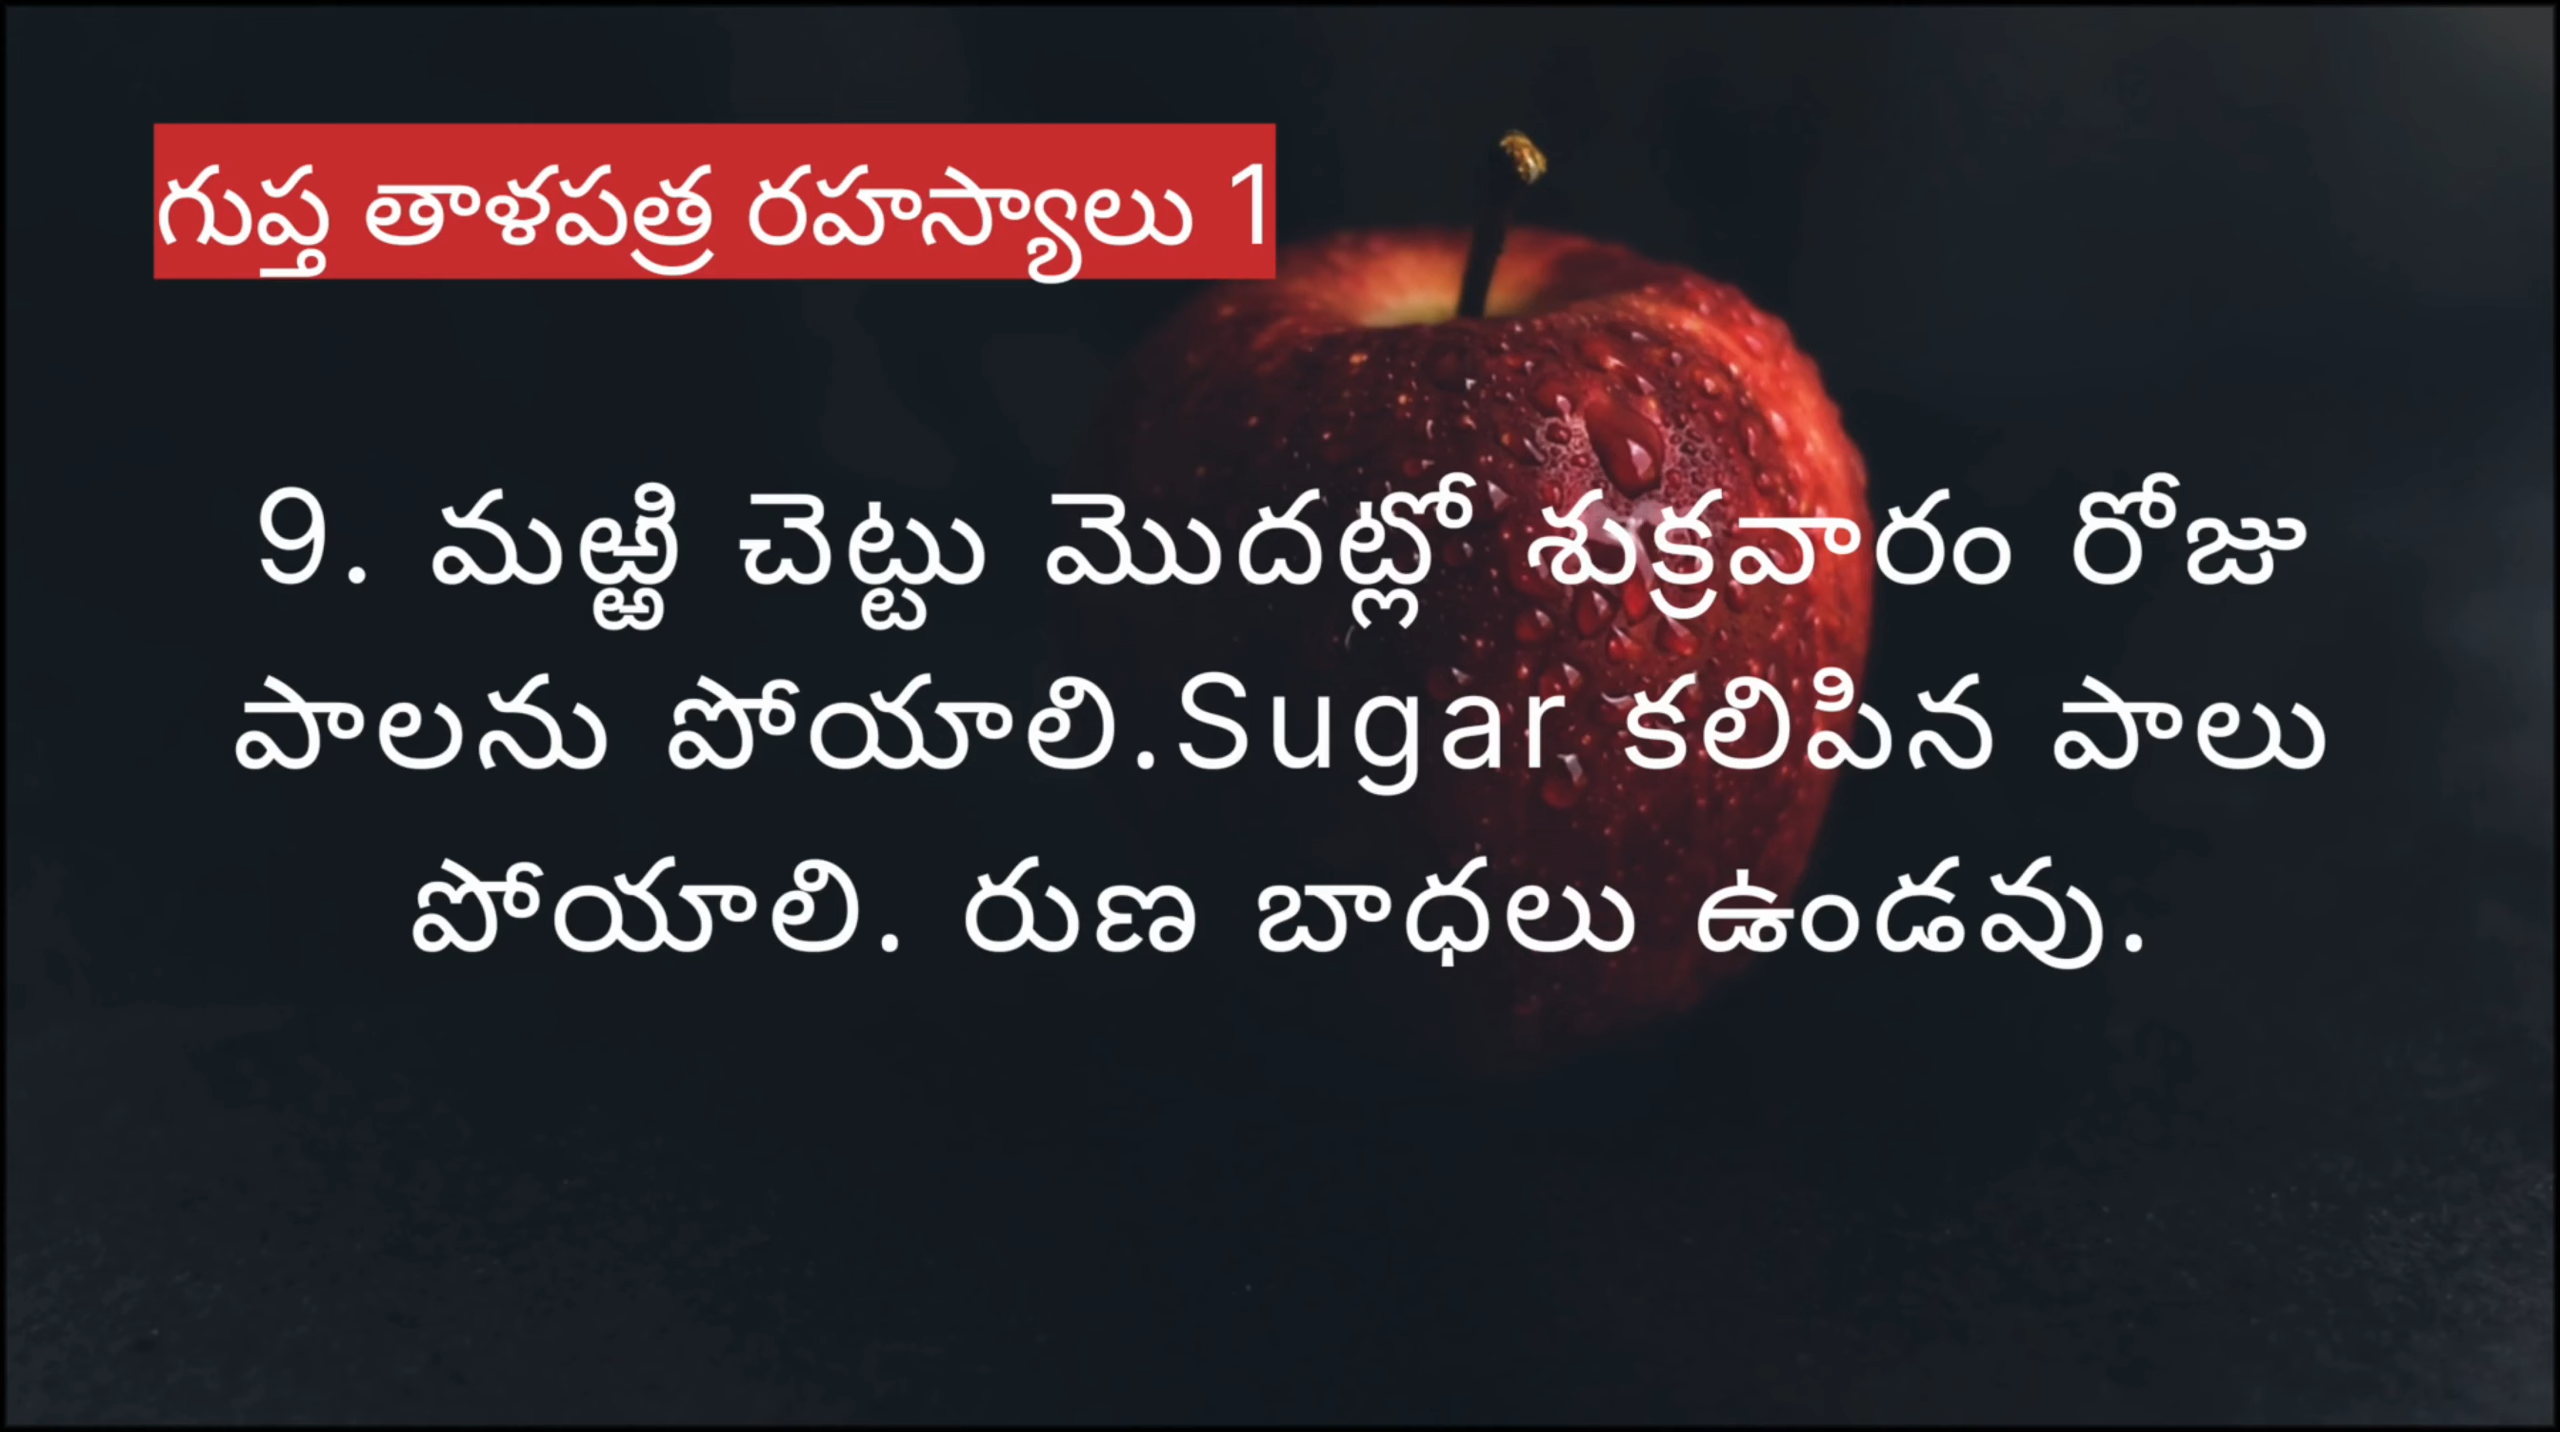 గుప్త తాళపత్ర రహస్యాలు 1
9. మఱ్ఱి చెట్టు మొదట్లో శుక్రవారం రోజు
పాలను పోయాలి.Sugar కలిపిన పాలు
పోయాలి. రుణ బాధలు ఉండవు.